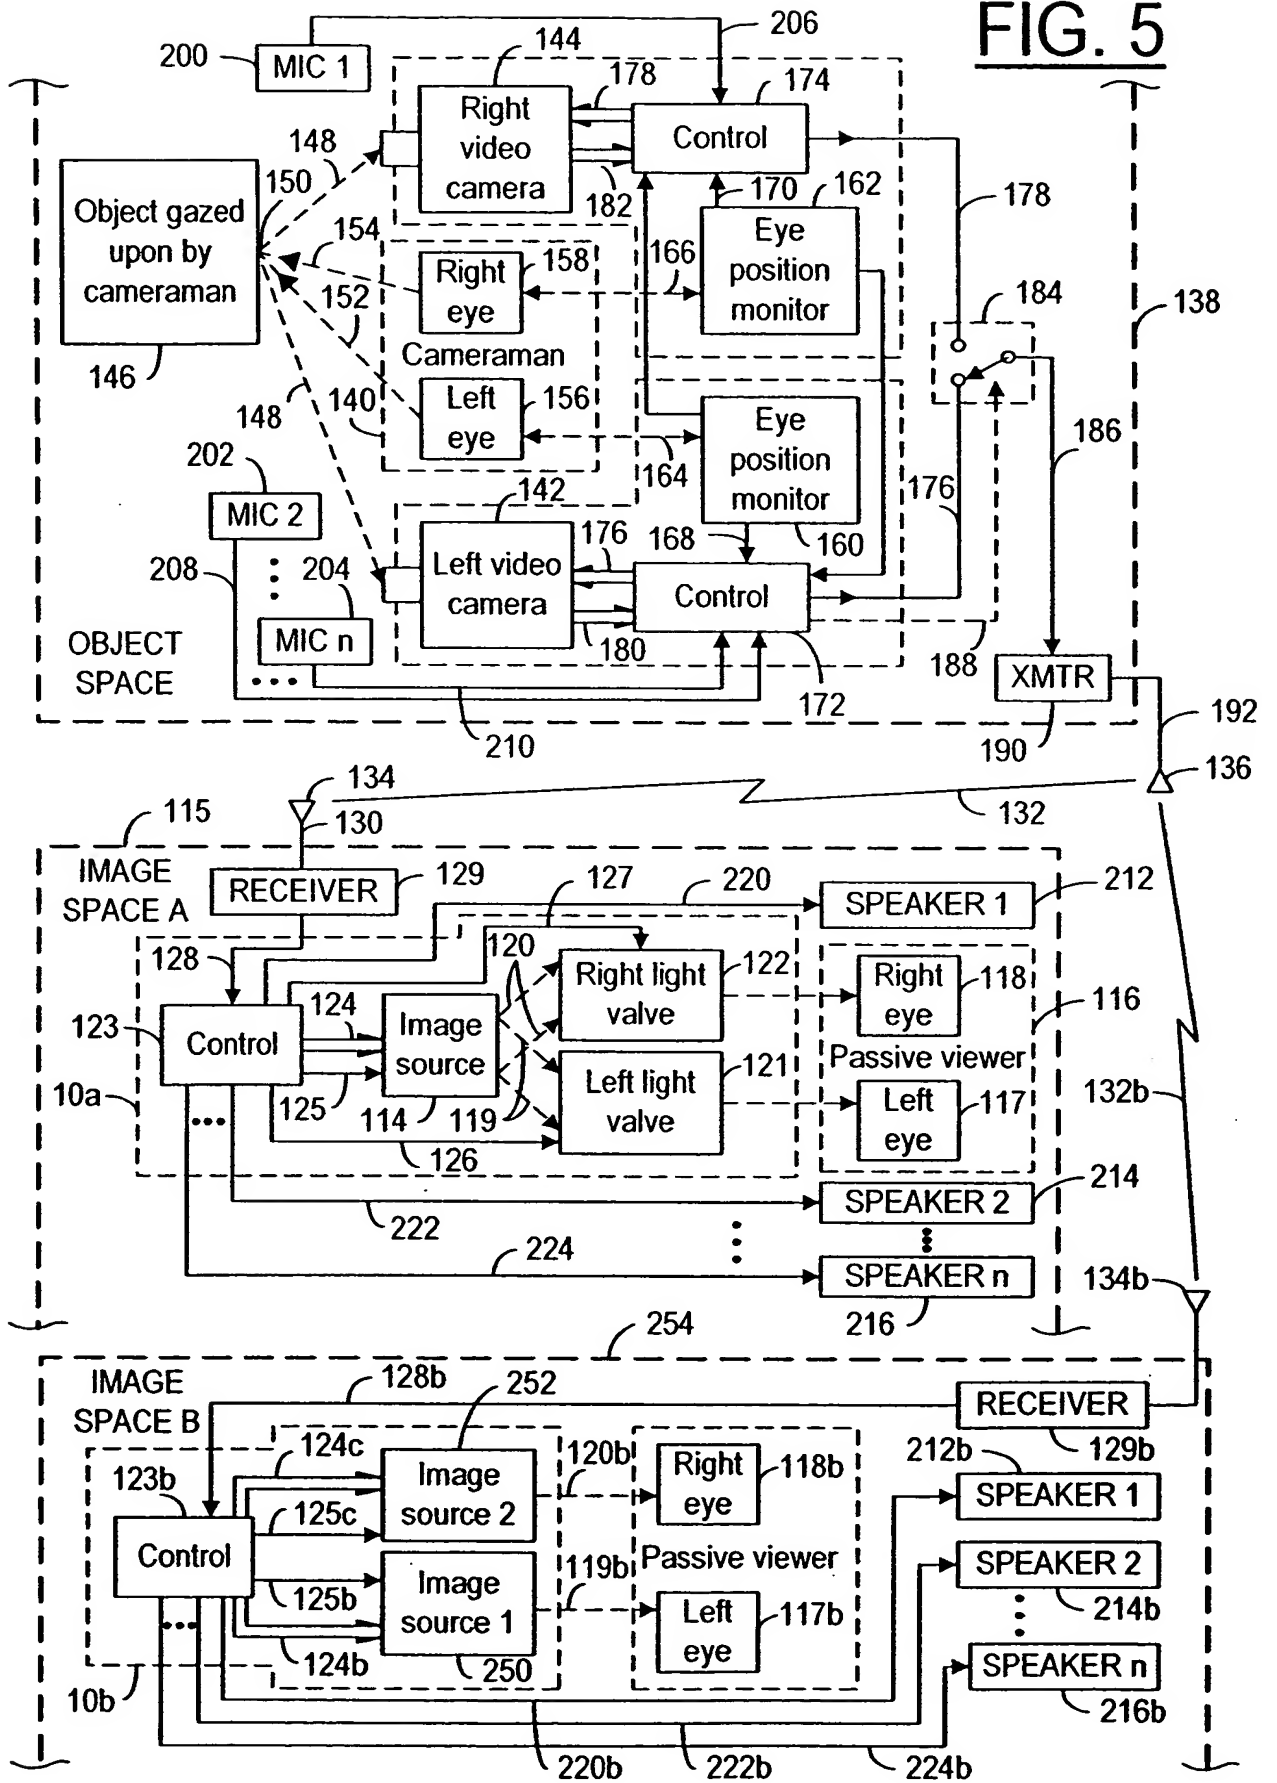 FIG. 5
206
200
MIC 1
144
178
174
Right
video
camera
Control
148
150
182
170
162
178
Object gazed
upon by
cameraman
154
152
Right
eye
158
166
Eye
position
monitor
184
138
146
Cameraman
148
140
Left
eye
156
164
Eye
position
monitor
186
202
MIC 2
142
176
168
160
176
208
204
Left video
camera
Control
MIC n
180
188
OBJECT
SPACE
XMTR
172
210
190
192
134
136
115
130
132
IMAGE
SPACE A
RECEIVER
129
127
220
SPEAKER 1
212
128
120
Right light
valve
122
Right
eye
118
116
123
Control
124
Image
source
Passive viewer
10a
125
114
119
Left light
valve
121
Left
eye
117
132b
126
SPEAKER 2
214
222
224
SPEAKER n
216
134b
254
IMAGE
SPACE B
128b
252
RECEIVER
129b
123b
124c
Image
source 2
120b
Right
eye
118b
212b
SPEAKER 1
125c
Control
Passive viewer
SPEAKER 2
214b
125b
Image
source 1
119b
Left
eye
117b
124b
250
SPEAKER n
216b
10b
220b
222b
224b